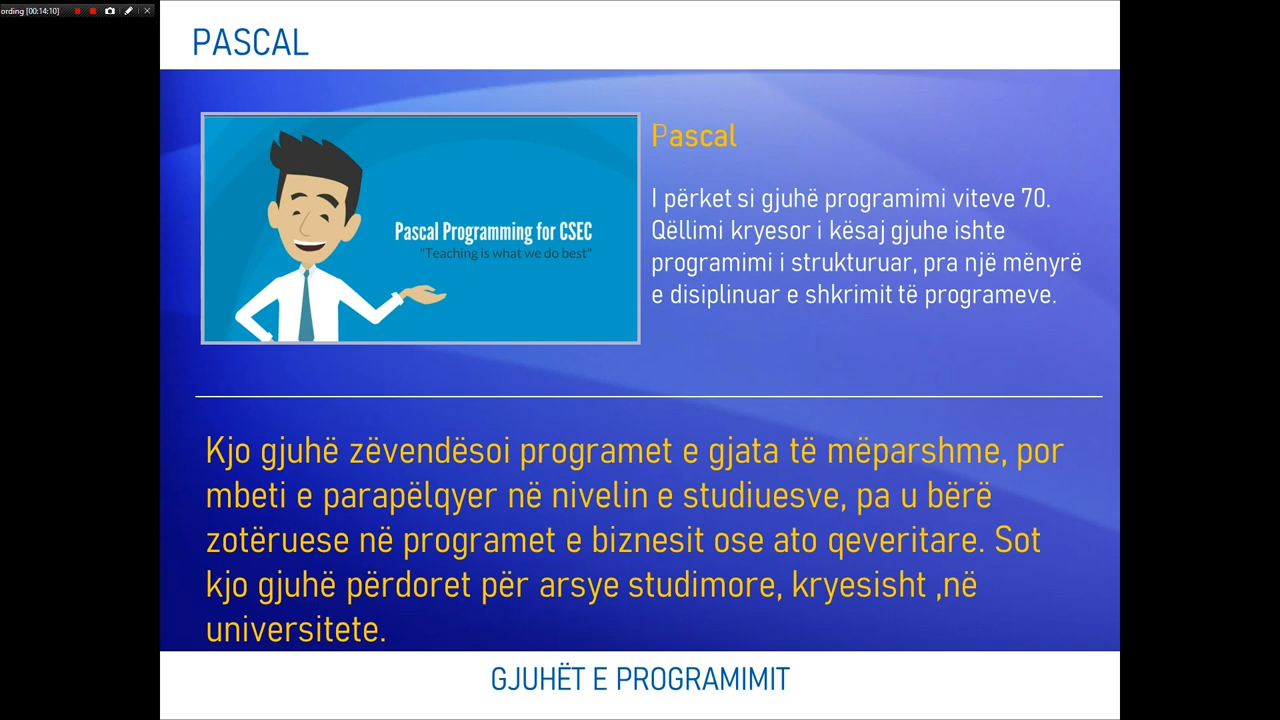 ording [00:14:10]
PASCAL
Pascal Programming for CSEC
"Teaching is what we do best"
Pascal
I përket si gjuhë programimi viteve 70.
Qëllimi kryesor i kësaj gjuhe ishte
programimi i strukturuar, pra një mënyrë
e disiplinuar e shkrimit të programeve.
Kjo gjuhë zëvendësoi programet e gjata të mëparshme, por
mbeti e parapëlqyer në nivelin e studiuesve, pa u bërë
zotëruese në programet e biznesit ose ato qeveritare. Sot
kjo gjuhë përdoret për arsye studimore, kryesisht ,në
universitete.
GJUHËT E PROGRAMIMIT